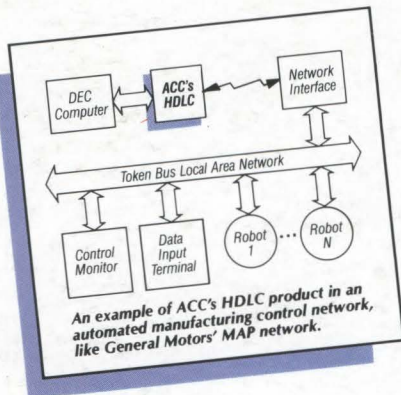 DEC
Computer
ACC's
HDLC
Network
Interface
Token Bus Local Area Network
Control
Monitor
Data
Input
Terminal
Robot
1
...
Robot
N
An example of ACC's HDLC product in an
automated manufacturing control network,
like General Motors' MAP network.